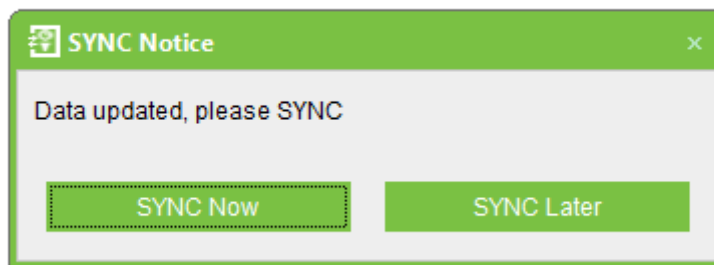 SYNC Notice
Data updated, please SYNC
SYNC Now
SYNC Later